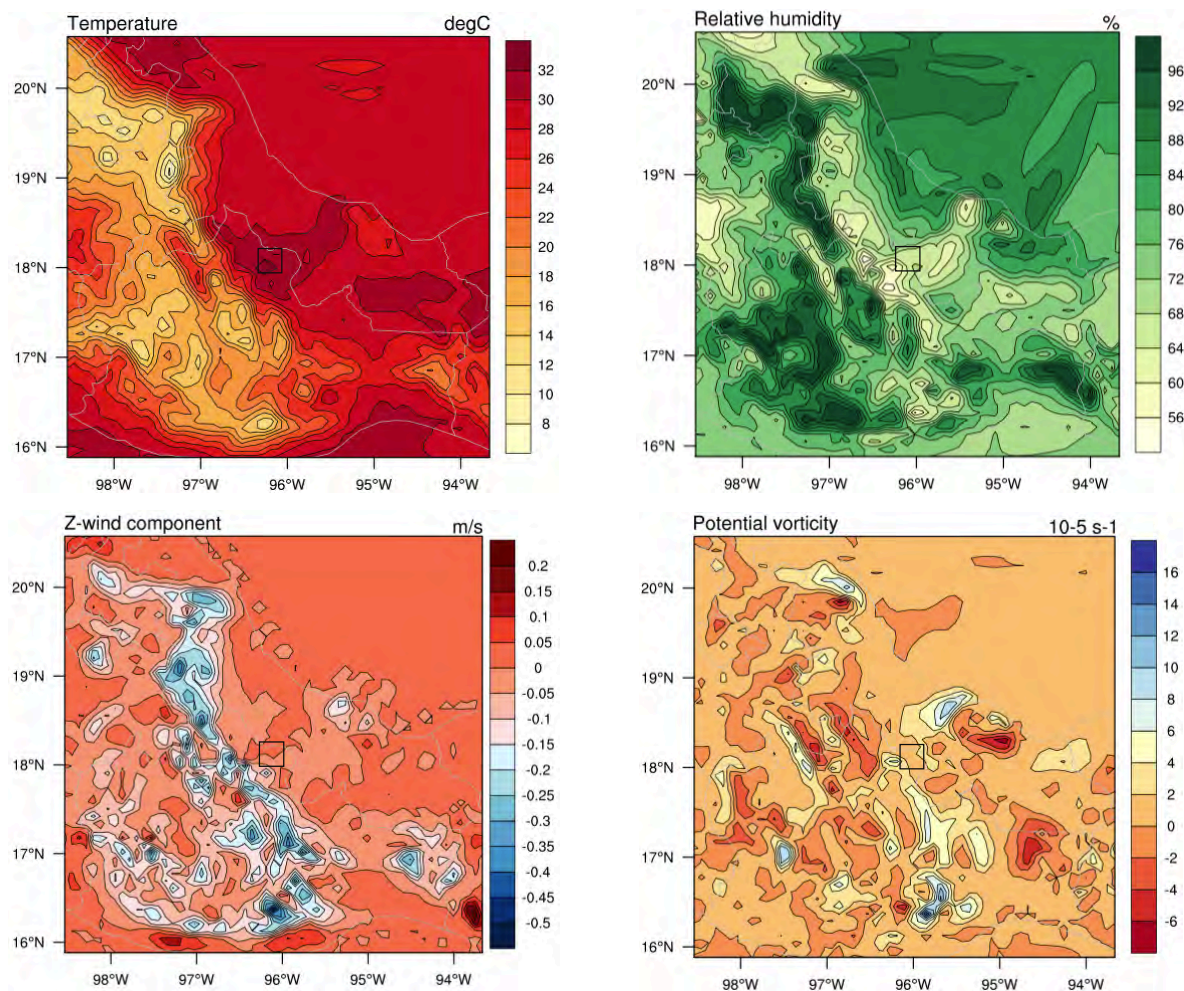 Temperature degC
20°N
19°N
18°N
17°N
16°N
98°W 97°W 96°W 95°W 94°W
32
30
28
26
24
22
20
18
16
14
12
10
8
Relative humidity %
20°N
19°N
18°N
17°N
16°N
98°W 97°W 96°W 95°W 94°W
96
92
88
84
80
76
72
68
64
60
56
Z-wind component m/s
20°N
19°N
18°N
17°N
16°N
98°W 97°W 96°W 95°W 94°W
0.2
0.15
0.1
0.05
0
-0.05
-0.1
-0.15
-0.2
-0.25
-0.3
-0.35
-0.4
-0.45
-0.5
Potential vorticity 10-5 s-1
20°N
19°N
18°N
17°N
16°N
98°W 97°W 96°W 95°W 94°W
16
14
12
10
8
6
4
2
0
-2
-4
-6